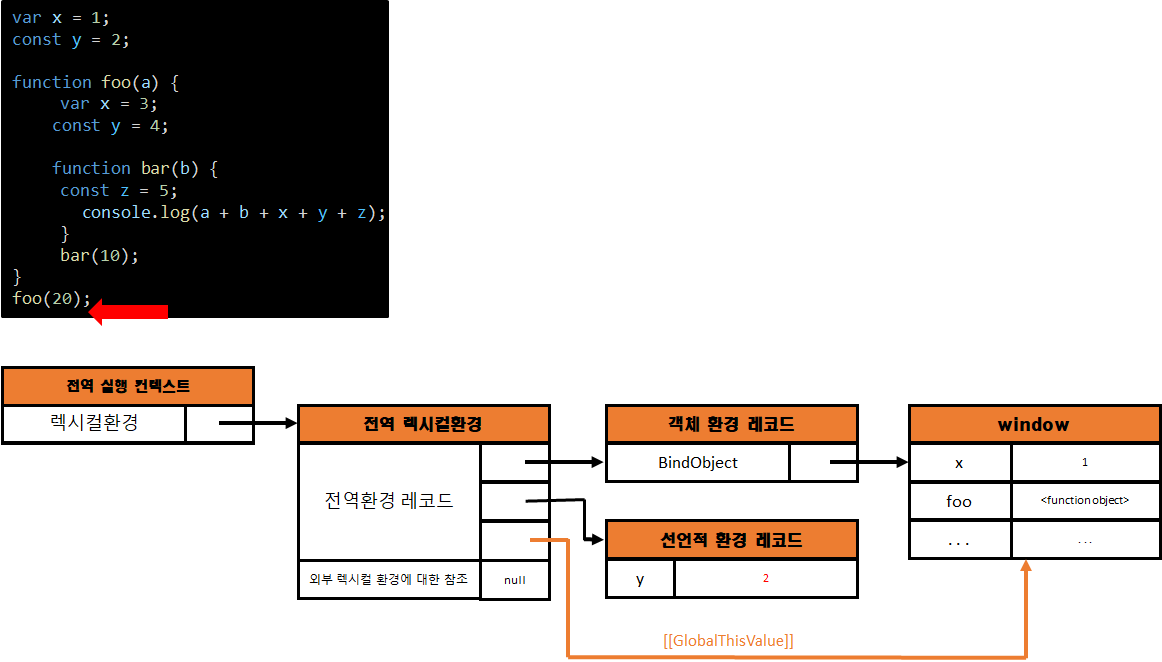 var x = 1;
const y = 2;
function foo(a) {
var x = 3;
const y = 4;
function bar(b) {
const z = 5;
console.log(a + b + x + y + z);
}
bar(10);
}
foo(20);
전역 실행 컨텍스트
렉시컬환경
전역 렉시컬환경
전역환경 레코드
외부 렉시컬 환경에 대한 참조
null
객체 환경 레코드
BindObject
선언적 환경 레코드
y
2
window
x
1
foo
<function object>
...
...
[[GlobalThisValue]]